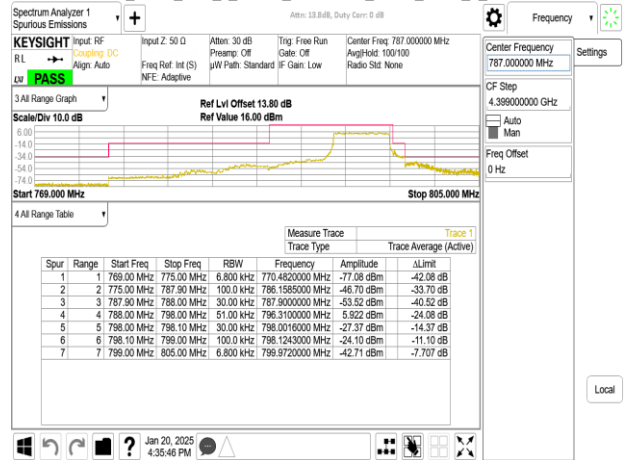 Spectrum Analyzer 1
Spurious Emissions
Attn: 13.8dB, Duty Corr: 0 dB
Frequency
KEYSIGHT
RL
LXI PASS
Input: RF
Coupling: DC
Align: Auto
Input Z: 50 Ω
Freq Ref: Int (S)
NFE: Adaptive
Atten: 30 dB
Preamp: Off
µW Path: Standard
Trig: Free Run
Gate: Off
IF Gain: Low
Center Freq: 787.000000 MHz
Avg|Hold: 100/100
Radio Std: None
Center Frequency
787.000000 MHz
Settings
CF Step
4.399000000 GHz
Auto
Man
Freq Offset
0 Hz
3 All Range Graph
Scale/Div 10.0 dB
Ref Lvl Offset 13.80 dB
Ref Value 16.00 dBm
6.00
-14.0
-34.0
-54.0
-74.0
Start 769.000 MHz
Stop 805.000 MHz
4 All Range Table
Measure Trace Trace 1
Trace Type Trace Average (Active)
Spur Range Start Freq Stop Freq RBW Frequency Amplitude ΔLimit
1 1 769.00 MHz 775.00 MHz 6.800 kHz 770.4820000 MHz -77.08 dBm -42.08 dB
2 2 775.00 MHz 787.90 MHz 100.0 kHz 786.1585000 MHz -46.70 dBm -33.70 dB
3 3 787.90 MHz 788.00 MHz 30.00 kHz 787.9000000 MHz -53.52 dBm -40.52 dB
4 4 788.00 MHz 798.00 MHz 51.00 kHz 796.3100000 MHz 5.922 dBm -24.08 dB
5 5 798.00 MHz 798.10 MHz 30.00 kHz 798.0016000 MHz -27.37 dBm -14.37 dB
6 6 798.10 MHz 799.00 MHz 100.0 kHz 798.1243000 MHz -24.10 dBm -11.10 dB
7 7 799.00 MHz 805.00 MHz 6.800 kHz 799.9720000 MHz -42.71 dBm -7.707 dB
Local
Jan 20, 2025
4:35:46 PM